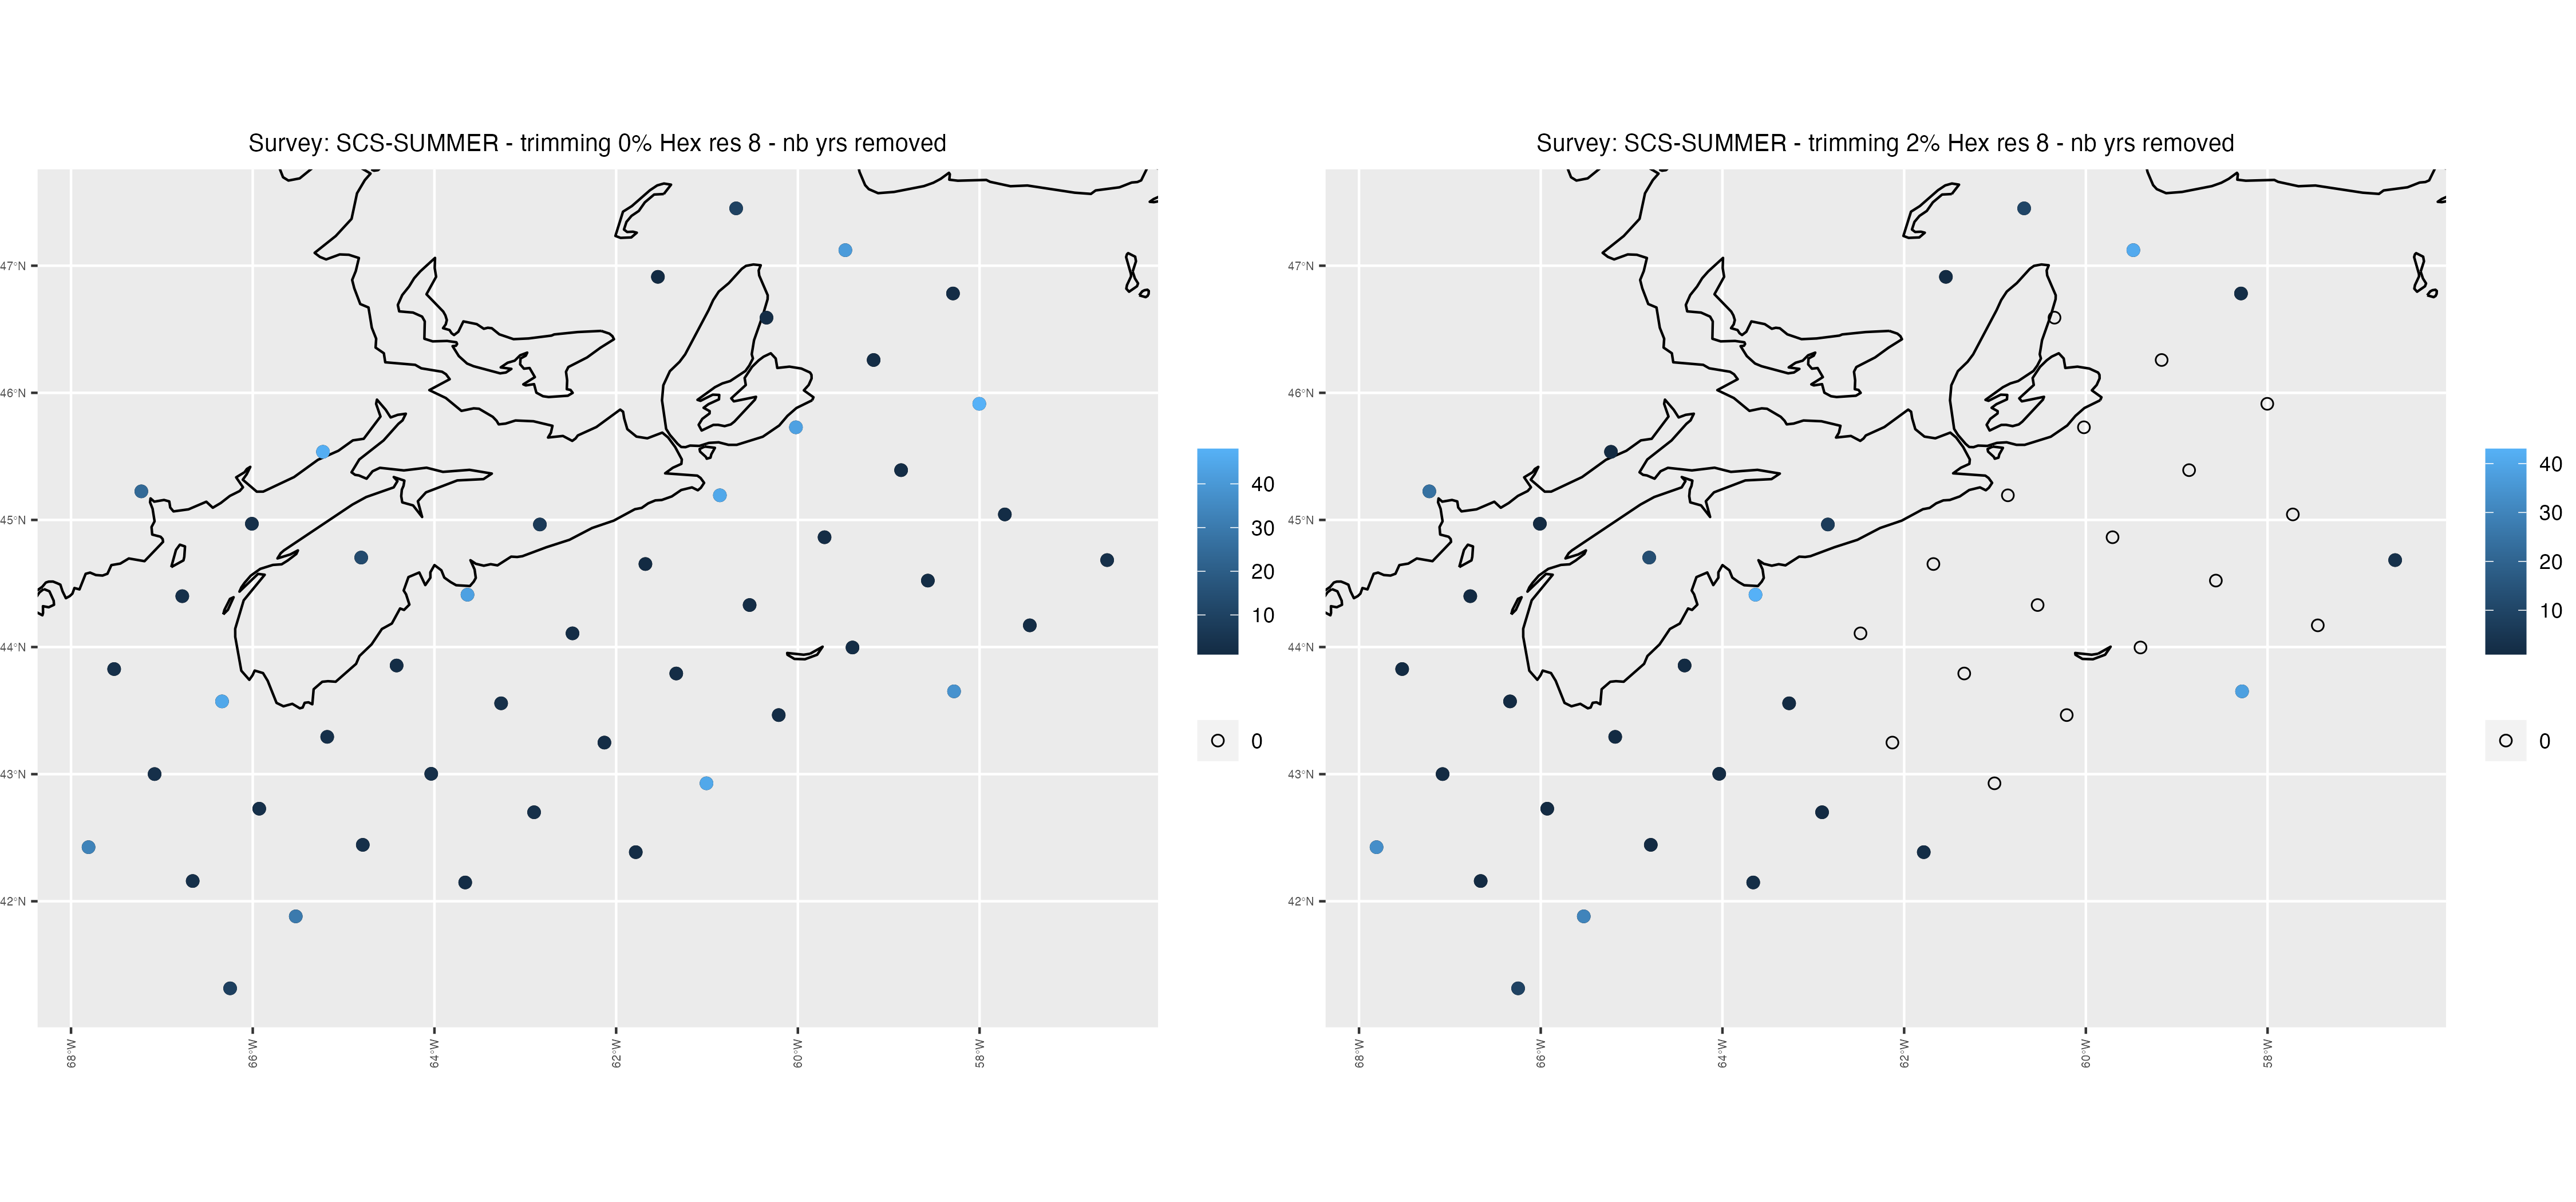 Survey: SCS-SUMMER - trimming 0% Hex res 8 - nb yrs removed
47°N
46°N
45°N
44°N
43°N
42°N
68°W
66°W
64°W
62°W
60°W
58°W
40
30
20
10
0
Survey: SCS-SUMMER - trimming 2% Hex res 8 - nb yrs removed
47°N
46°N
45°N
44°N
43°N
42°N
68°W
66°W
64°W
62°W
60°W
58°W
40
30
20
10
0